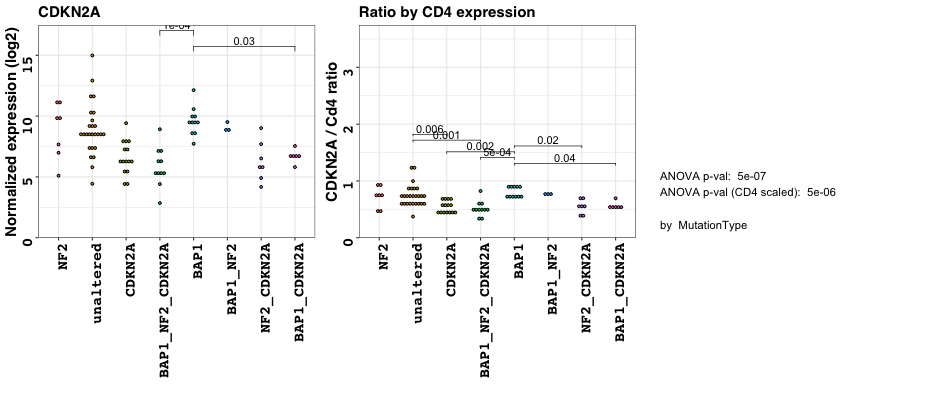 CDKN2A
Normalized expression (log2)
0
5
10
15
1e-04
0.03
NF2
unaltered
CDKN2A
BAP1_NF2_CDKN2A
BAP1
BAP1_NF2
NF2_CDKN2A
BAP1_CDKN2A
Ratio by CD4 expression
CDKN2A / Cd4 ratio
0
1
2
3
0.006
0.001
0.002
5e-04
0.02
0.04
NF2
unaltered
CDKN2A
BAP1_NF2_CDKN2A
BAP1
BAP1_NF2
NF2_CDKN2A
BAP1_CDKN2A
ANOVA p-val: 5e-07
ANOVA p-val (CD4 scaled): 5e-06
by MutationType